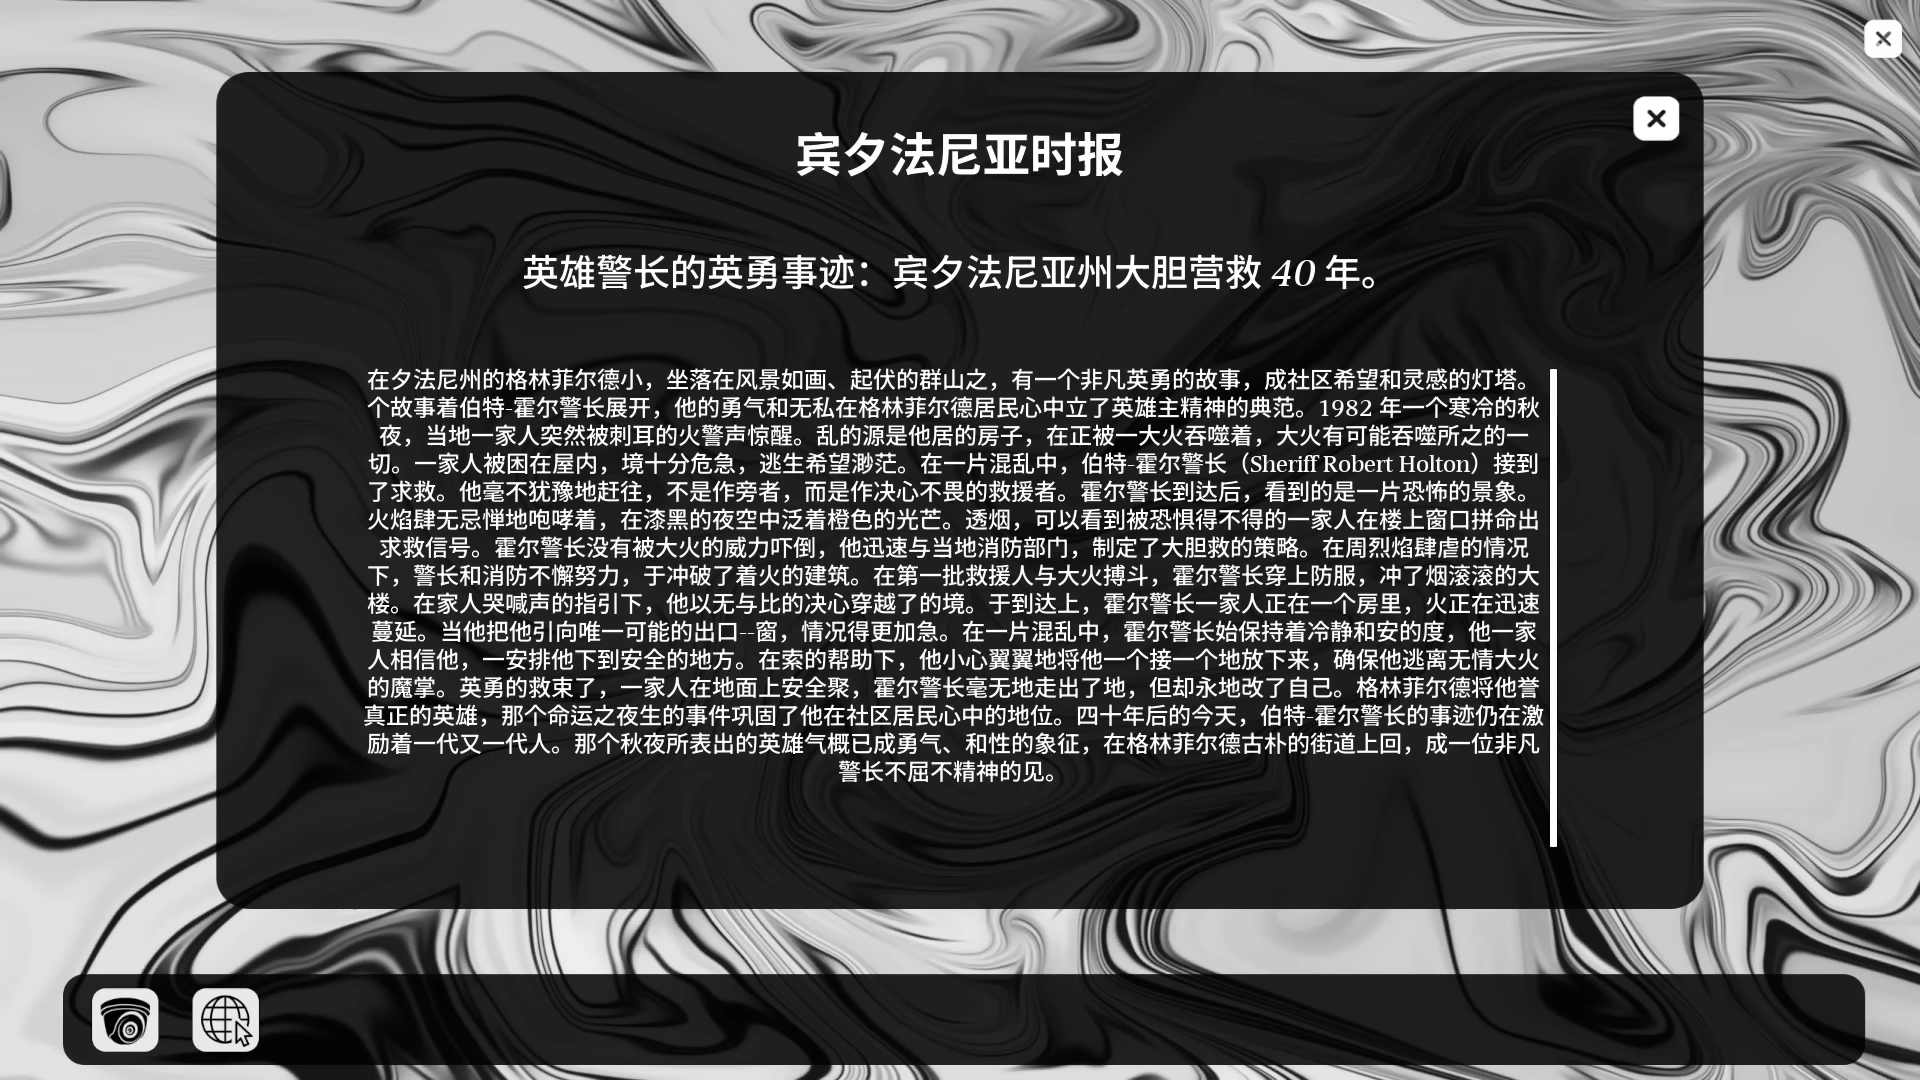 宾夕法尼亚时报
英雄警长的英勇事迹：宾夕法尼亚州大胆营救 40 年。
在夕法尼州的格林菲尔德小，坐落在风景如画、起伏的群山之，有一个非凡英勇的故事，成社区希望和灵感的灯塔。
个故事着伯特-霍尔警长展开，他的勇气和无私在格林菲尔德居民心中立了英雄主精神的典范。1982 年一个寒冷的秋
夜，当地一家人突然被刺耳的火警声惊醒。乱的源是他居的房子，在正被一大火吞噬着，大火有可能吞噬所之的一
切。一家人被困在屋内，境十分危急，逃生希望渺茫。在一片混乱中，伯特-霍尔警长（Sheriff Robert Holton）接到
了求救。他毫不犹豫地赶往，不是作旁者，而是作决心不畏的救援者。霍尔警长到达后，看到的是一片恐怖的景象。
火焰肆无忌惮地咆哮着，在漆黑的夜空中泛着橙色的光芒。透烟，可以看到被恐惧得不得的一家人在楼上窗口拼命出
求救信号。霍尔警长没有被大火的威力吓倒，他迅速与当地消防部门，制定了大胆救的策略。在周烈焰肆虐的情况
下，警长和消防不懈努力，于冲破了着火的建筑。在第一批救援人与大火搏斗，霍尔警长穿上防服，冲了烟滚滚的大
楼。在家人哭喊声的指引下，他以无与比的决心穿越了的境。于到达上，霍尔警长一家人正在一个房里，火正在迅速
蔓延。当他把他引向唯一可能的出口--窗，情况得更加急。在一片混乱中，霍尔警长始保持着冷静和安的度，他一家
人相信他，一安排他下到安全的地方。在索的帮助下，他小心翼翼地将他一个接一个地放下来，确保他逃离无情大火
的魔掌。英勇的救束了，一家人在地面上安全聚，霍尔警长毫无地走出了地，但却永地改了自己。格林菲尔德将他誉
真正的英雄，那个命运之夜生的事件巩固了他在社区居民心中的地位。四十年后的今天，伯特-霍尔警长的事迹仍在激
励着一代又一代人。那个秋夜所表出的英雄气概已成勇气、和性的象征，在格林菲尔德古朴的街道上回，成一位非凡
警长不屈不精神的见。